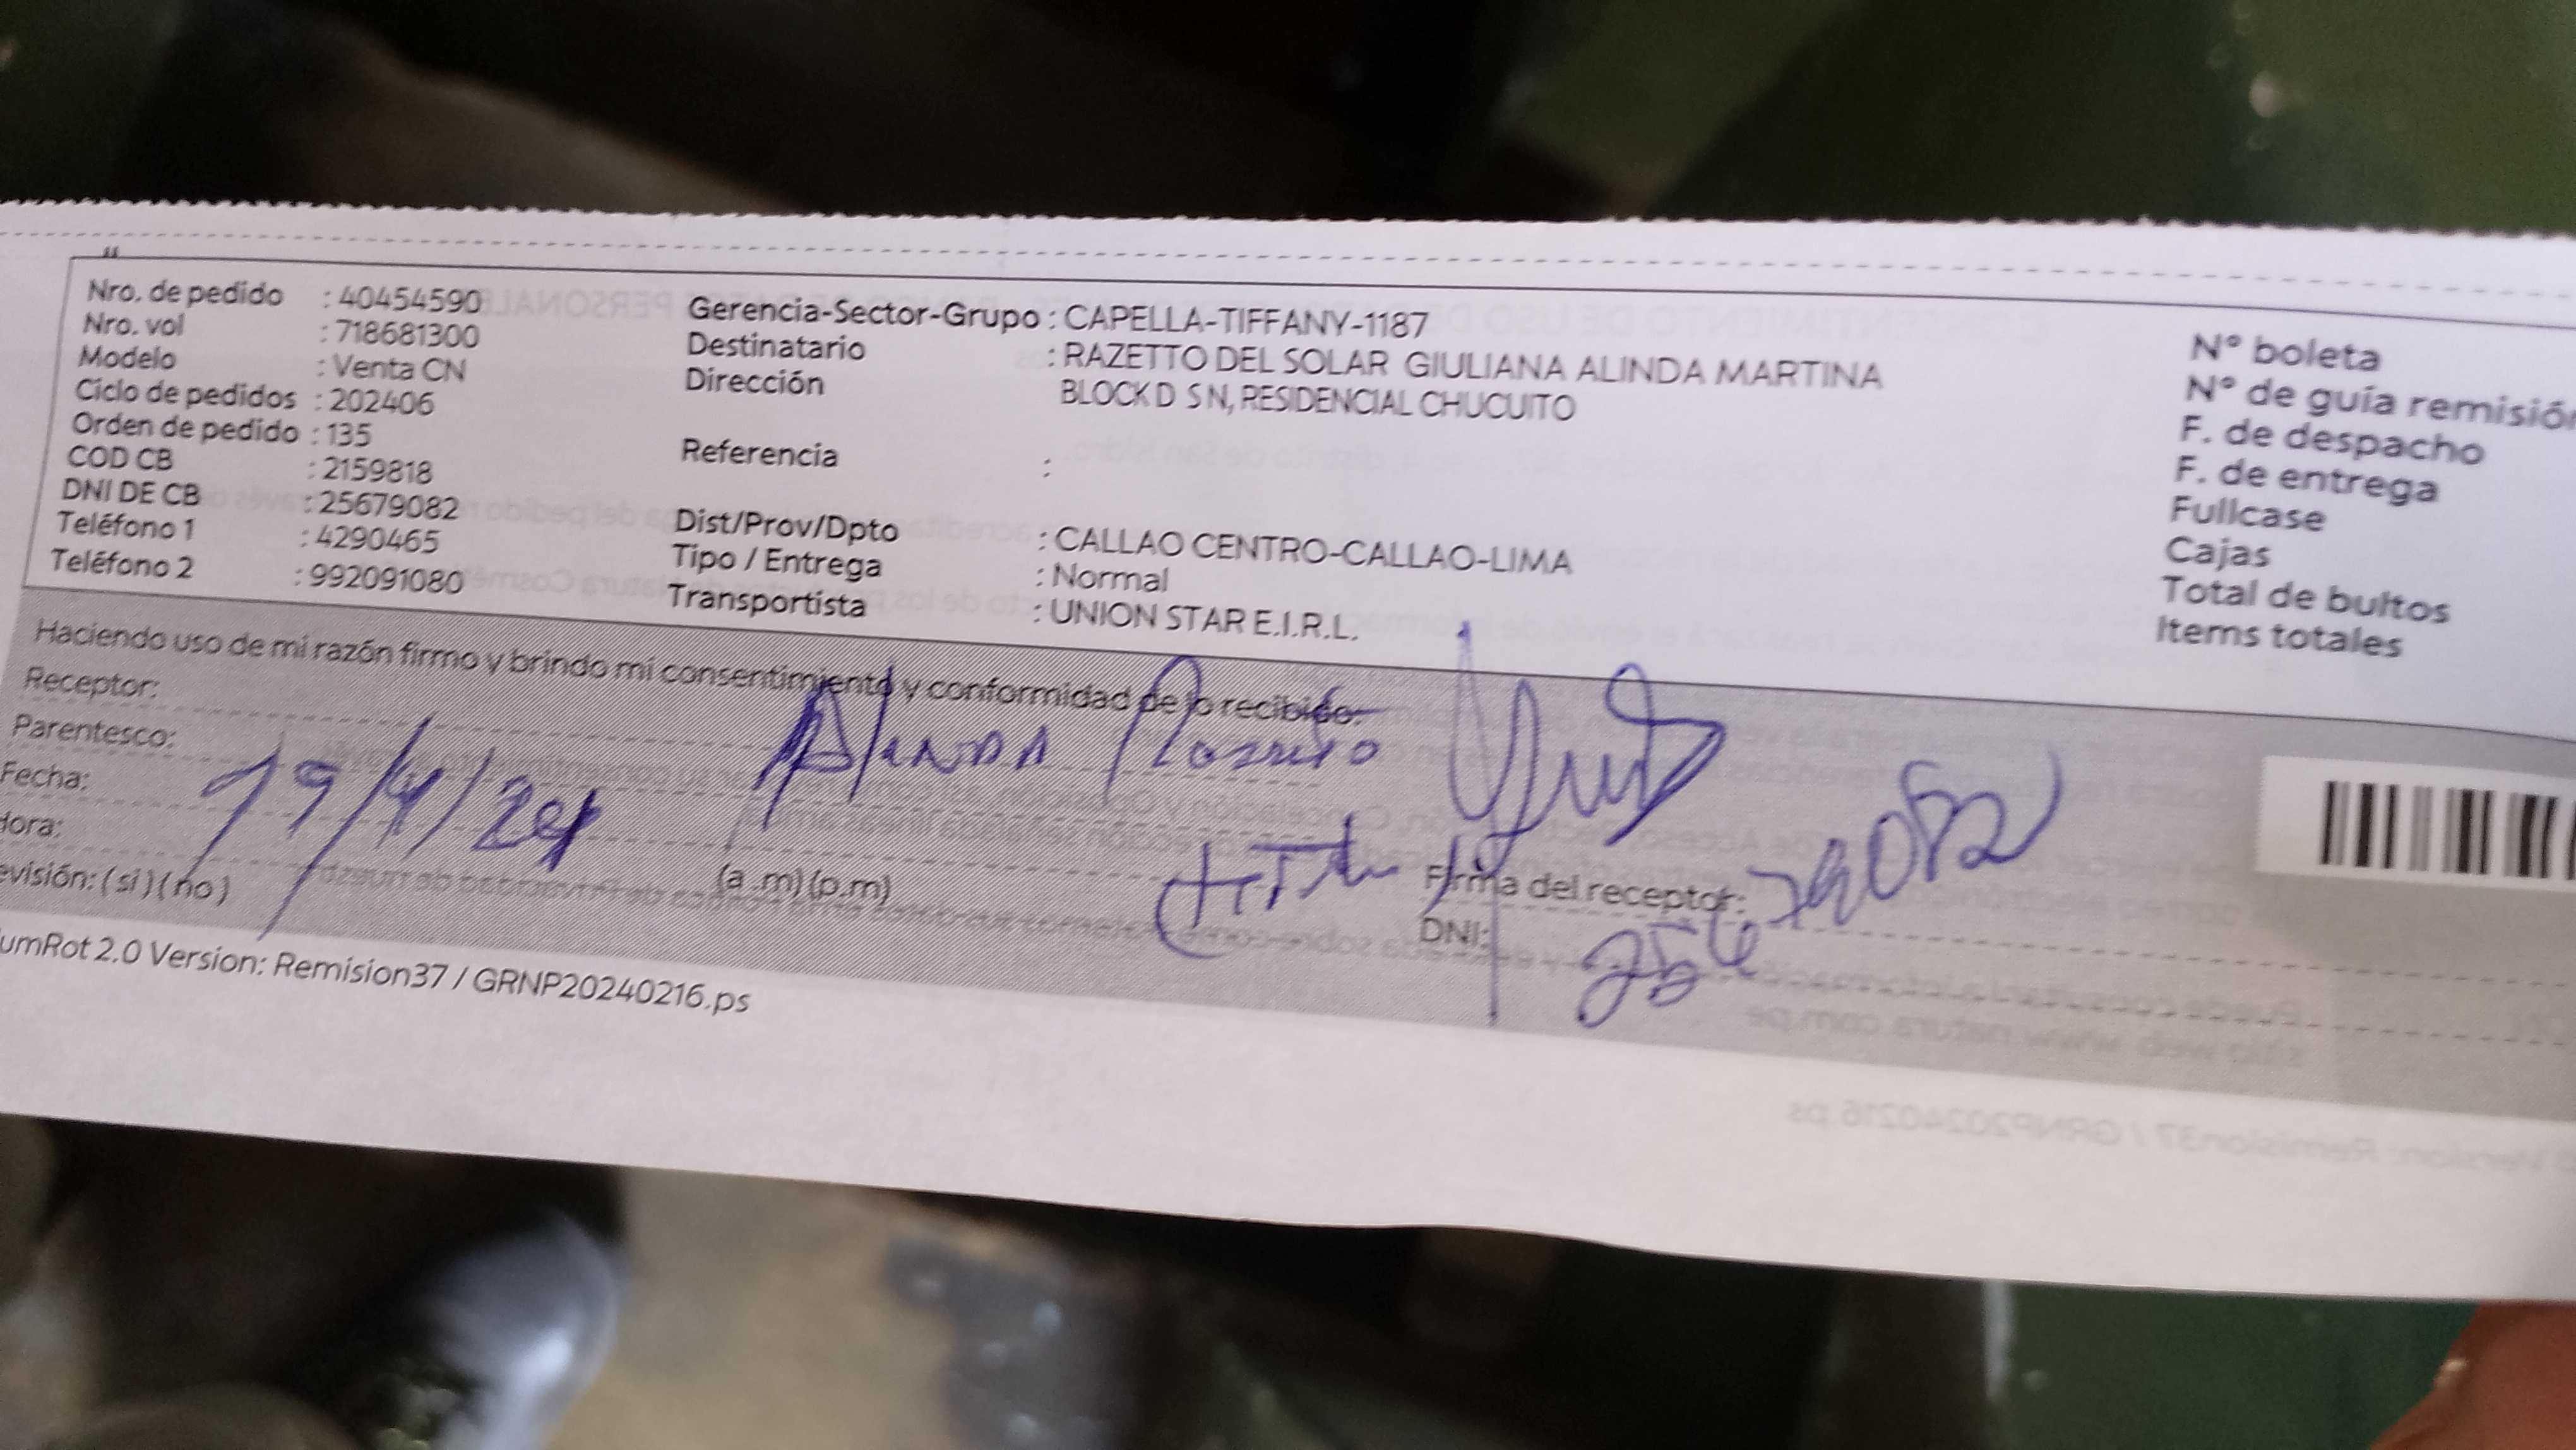 Nro. de pedido : 40454590
Nro. vol : 718681300
Modelo : Venta CN
Ciclo de pedidos : 202406
Orden de pedido : 135
COD CB : 2159818
DNI DE CB : 25679082
Teléfono 1 : 4290465
Teléfono 2 : 992091080
Gerencia-Sector-Grupo : CAPELLA-TIFFANY-1187
Destinatario : RAZETTO DEL SOLAR GIULIANA ALINDA MARTINA
Dirección BLOCK D S N, RESIDENCIAL CHUCUITO
Referencia :
Dist/Prov/Dpto : CALLAO CENTRO-CALLAO-LIMA
Tipo / Entrega : Normal
Transportista : UNION STAR E.I.R.L.
N° boleta
N° de guía remisión
F. de despacho
F. de entrega
Fullcase
Cajas
Total de bultos
Items totales
Haciendo uso de mi razón firmo y brindo mi consentimiento y conformidad de lo recibido:
Receptor: Alinda
Parentesco:
Fecha: 19/4/24
dora:
evisión: (si) (no)
(a.m) (p.m)
Firma del receptor:
DNI: 25679082
umRot 2.0 Version: Remision37 / GRNP20240216.ps